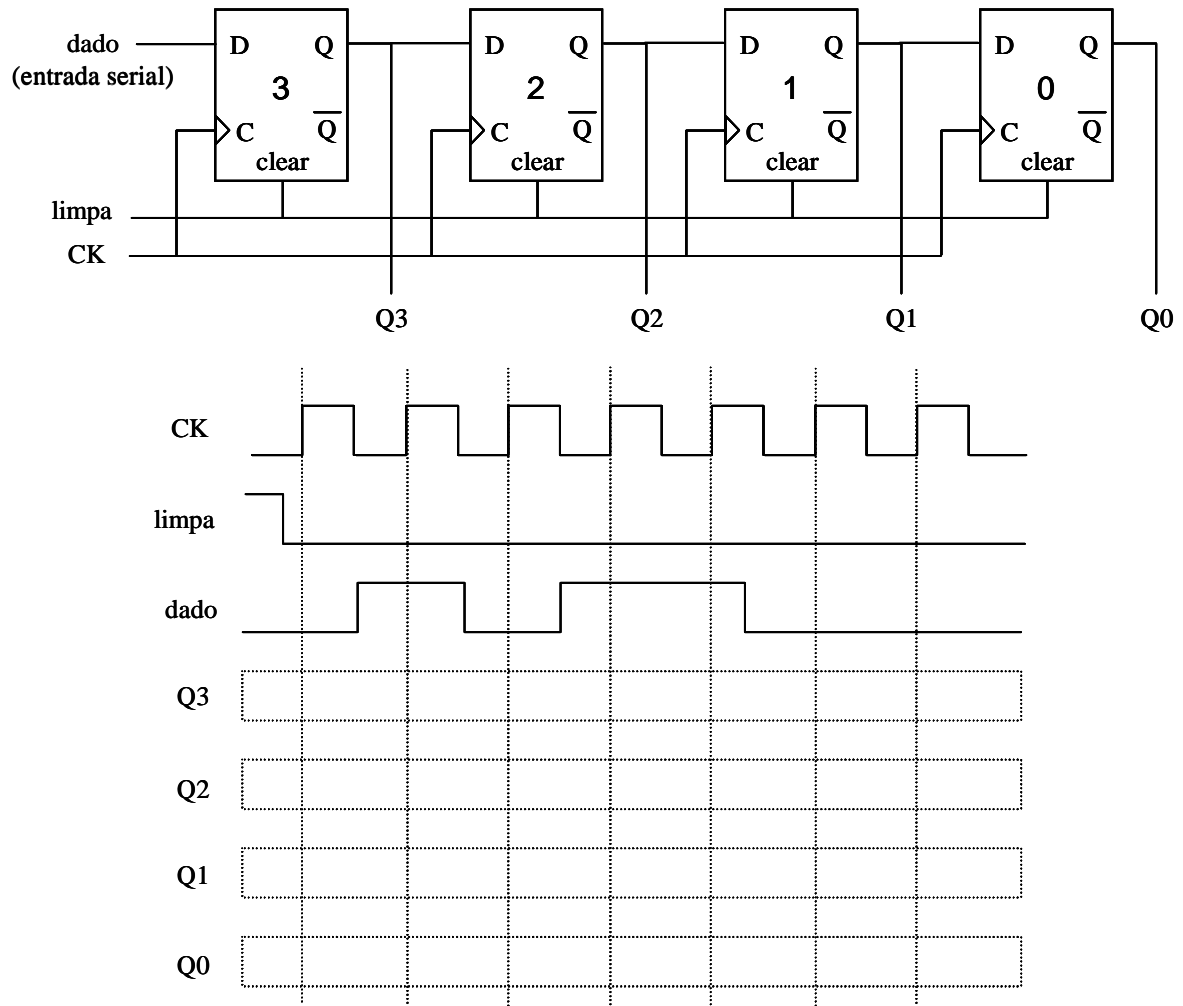 dado
(entrada serial)
D Q
3
C Q
clear
D Q
2
C Q
clear
D Q
1
C Q
clear
D Q
0
C Q
clear
limpa
CK
Q3 Q2 Q1 Q0
CK
limpa
dado
Q3
Q2
Q1
Q0